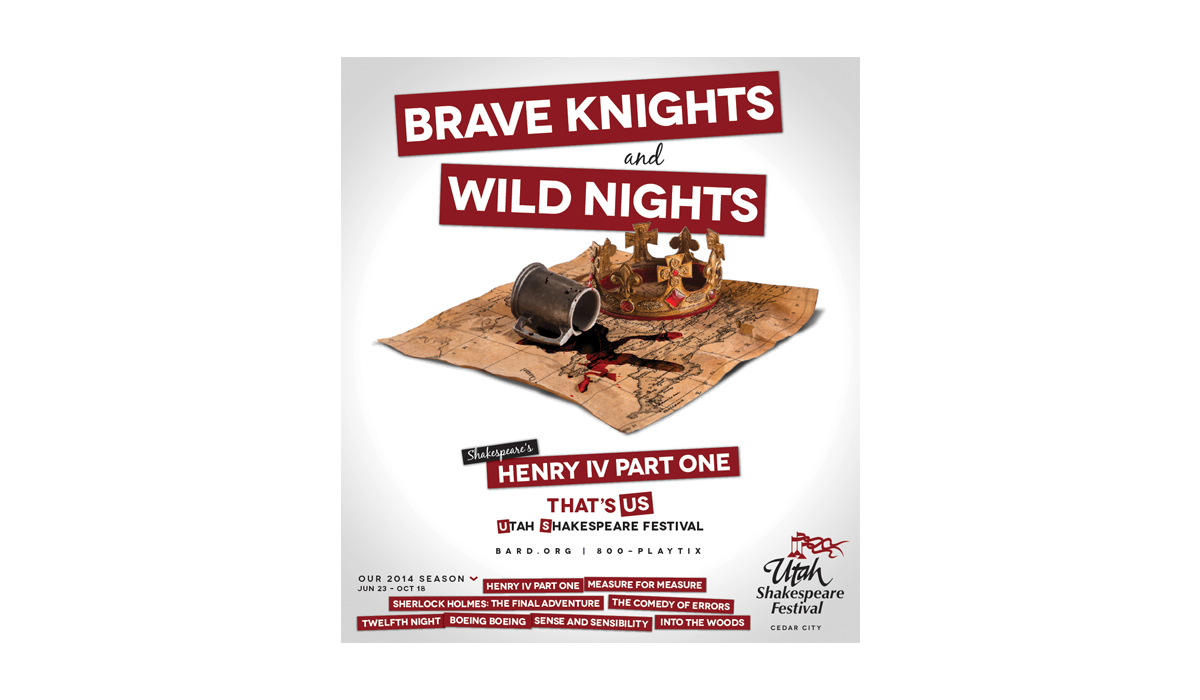 BRAVE KNIGHTS
and
WILD NIGHTS
Shakespeare's
HENRY IV PART ONE
THAT'S US
UTAH SHAKESPEARE FESTIVAL
BARD.ORG | 800-PLAYTIX
OUR 2014 SEASON
JUN 23 - OCT 18
HENRY IV PART ONE MEASURE FOR MEASURE
SHERLOCK HOLMES: THE FINAL ADVENTURE THE COMEDY OF ERRORS
TWELFTH NIGHT BOEING BOEING SENSE AND SENSIBILITY INTO THE WOODS
Utah
Shakespeare
Festival
CEDAR CITY